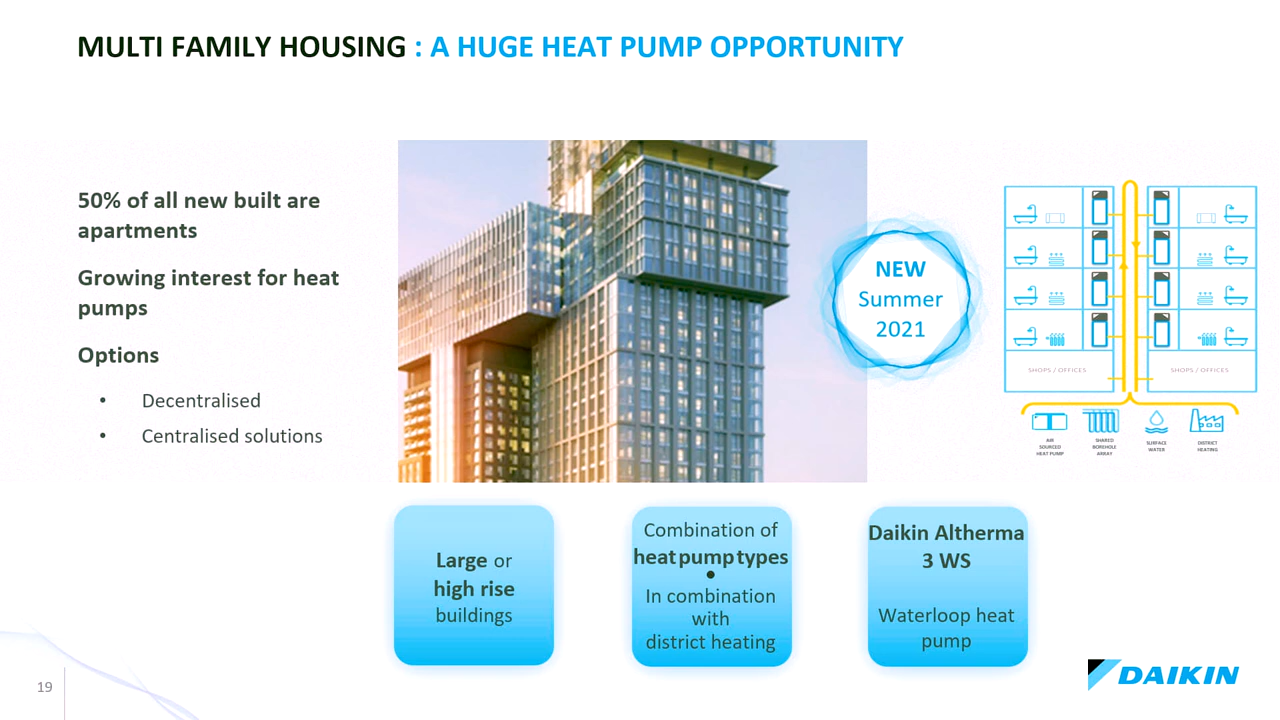 MULTI FAMILY HOUSING : A HUGE HEAT PUMP OPPORTUNITY
50% of all new built are
apartments
Growing interest for heat
pumps
Options
• Decentralised
• Centralised solutions
NEW
Summer
2021
SHOPS / OFFICES
SHOPS / OFFICES
AIR
SOURCED
HEAT PUMP
SHARED
BOREHOLE
ARRAY
SURFACE
WATER
DISTRICT
HEATING
Large or
high rise
buildings
Combination of
heat pump types
•
In combination
with
district heating
Daikin Altherma
3 WS
Waterloop heat
pump
19
DAIKIN